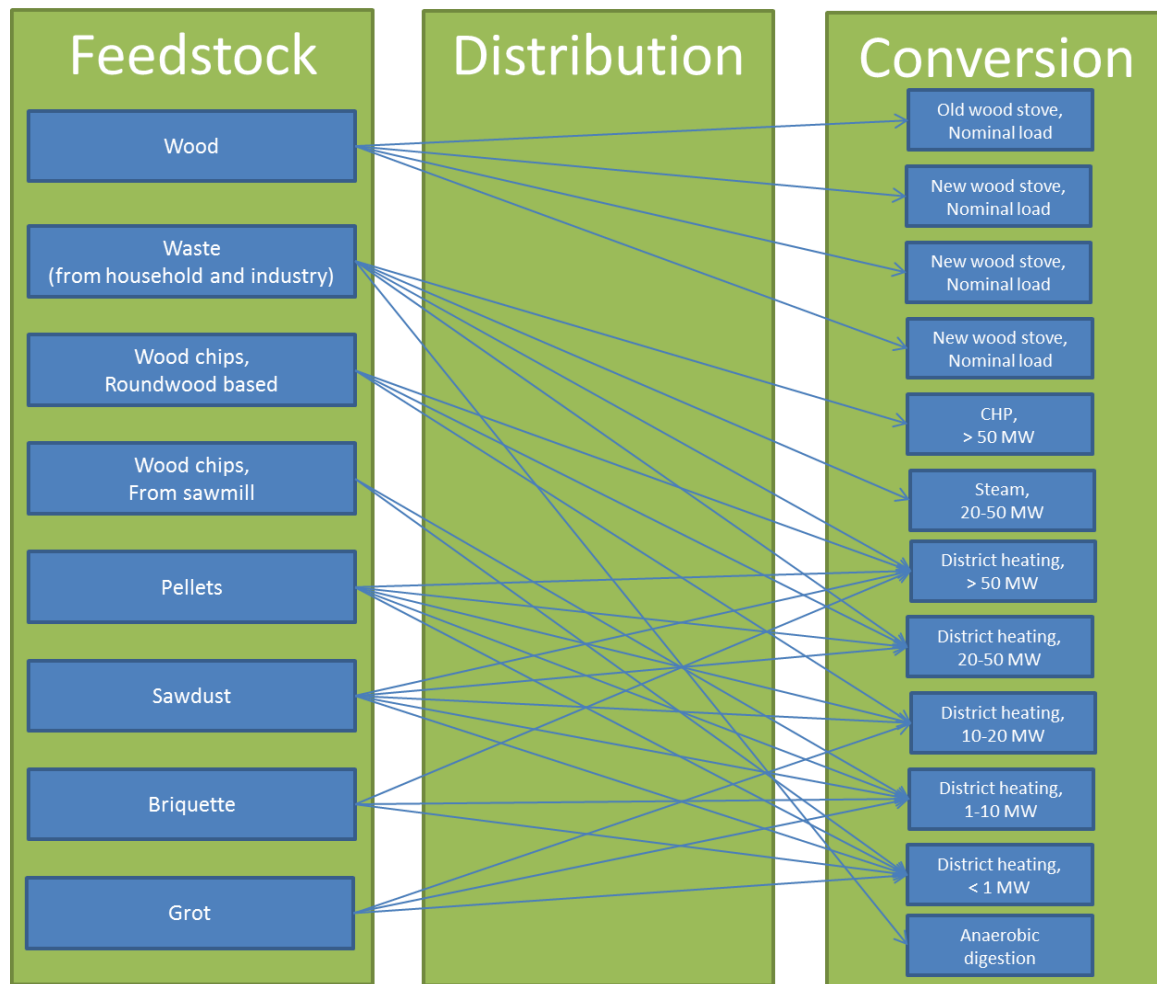 Feedstock
Wood
Waste
(from household and industry)
Wood chips,
Roundwood based
Wood chips,
From sawmill
Pellets
Sawdust
Briquette
Grot
Distribution
Conversion
Old wood stove,
Nominal load
New wood stove,
Nominal load
New wood stove,
Nominal load
New wood stove,
Nominal load
CHP,
> 50 MW
Steam,
20-50 MW
District heating,
> 50 MW
District heating,
20-50 MW
District heating,
10-20 MW
District heating,
1-10 MW
District heating,
< 1 MW
Anaerobic
digestion